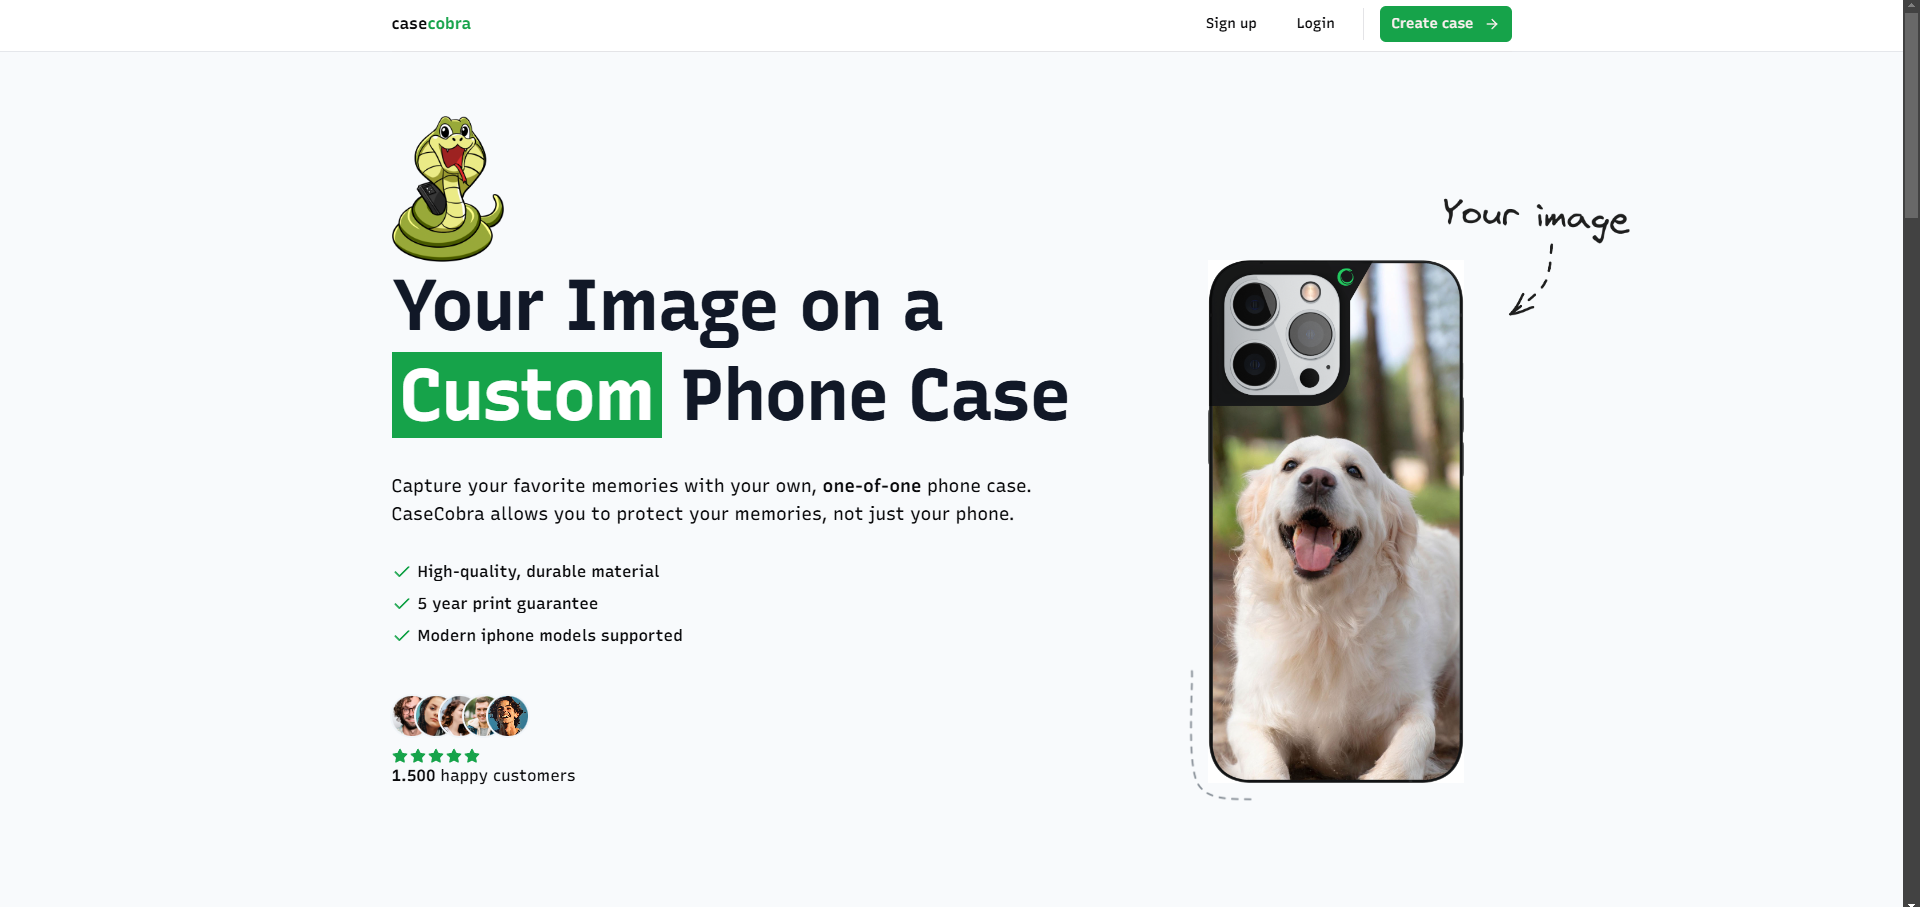 casecobra
Sign up
Login
Create case
Your image
Your Image on a
Custom Phone Case
Capture your favorite memories with your own, one-of-one phone case.
CaseCobra allows you to protect your memories, not just your phone.
High-quality, durable material
5 year print guarantee
Modern iphone models supported
1.500 happy customers